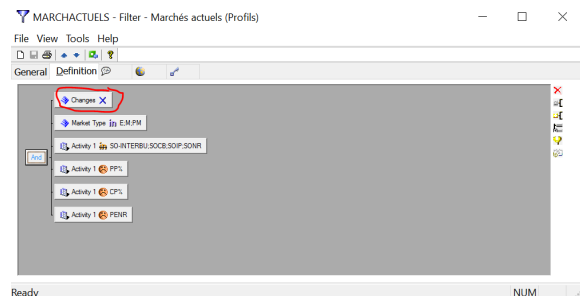 MARCHACTUELS - Filter - Marchés actuels (Profils)
File View Tools Help
General Definition
Changes
Market Type in E;M;PM
Activity 1 SO-INTERBU;SOCB;SOIP;SONR
And
Activity 1 PP%
Activity 1 CP%
Activity 1 PENR
Ready NUM